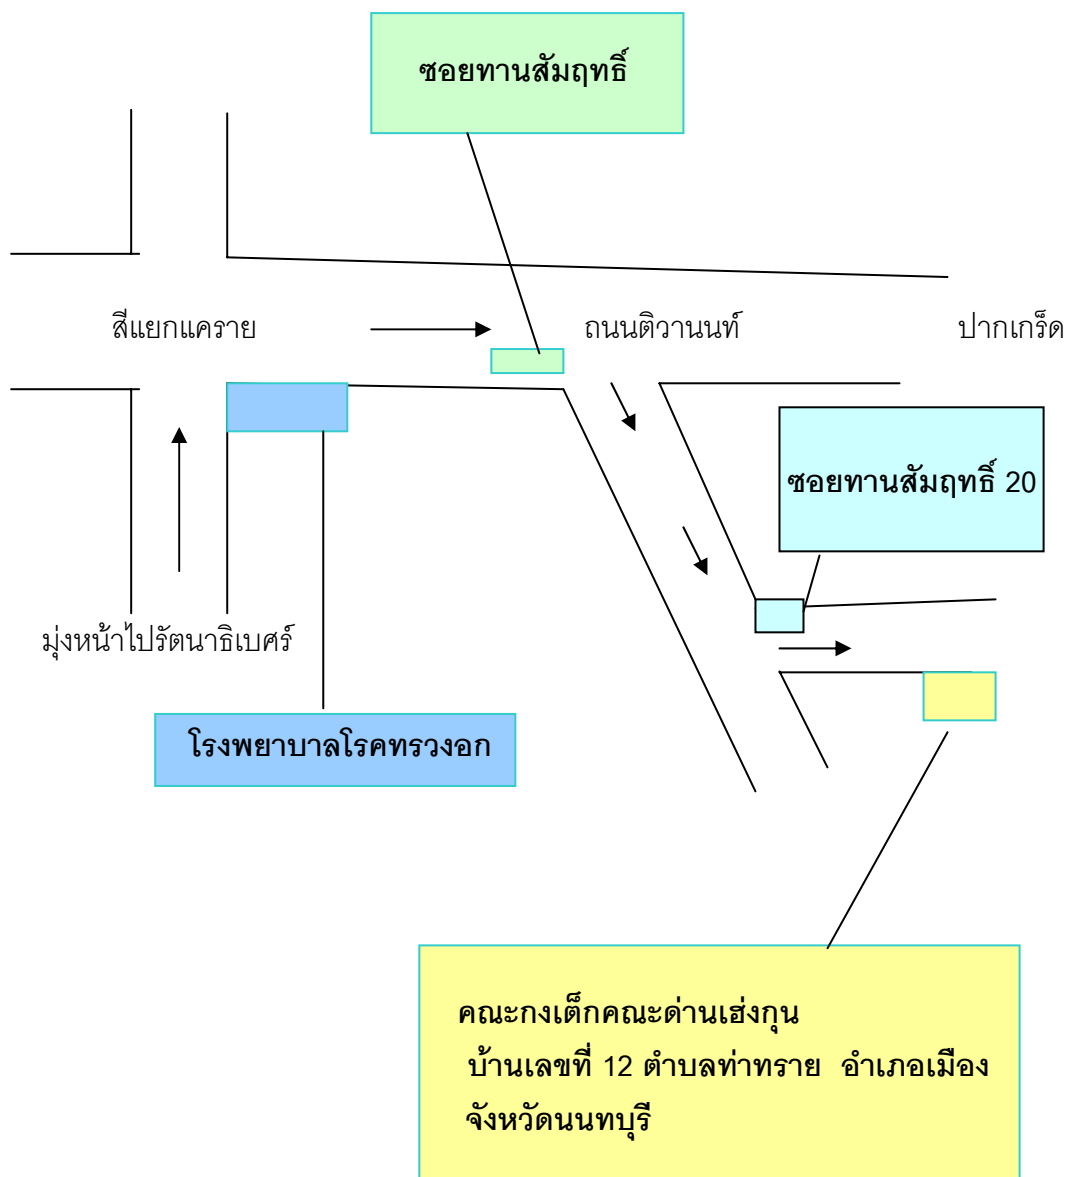 ซอยทานสัมฤทธิ์
สี่แยกแคราย
ถนนติวานนท์
ปากเกร็ด
ซอยทานสัมฤทธิ์ 20
มุ่งหน้าไปรัตนาธิเบศร์
โรงพยาบาลโรคทรวงอก
คณะกงเต็กคณะด่านเฮ่งกุน
บ้านเลขที่ 12 ตำบลท่าทราย อำเภอเมือง
จังหวัดนนทบุรี